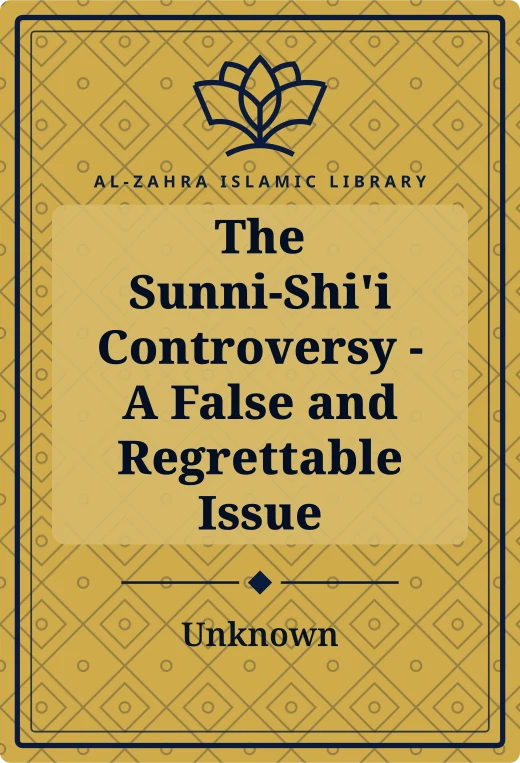 AL-ZAHRA ISLAMIC LIBRARY
The
Sunni-Shi'i
Controversy -
A False and
Regrettable
Issue
Unknown